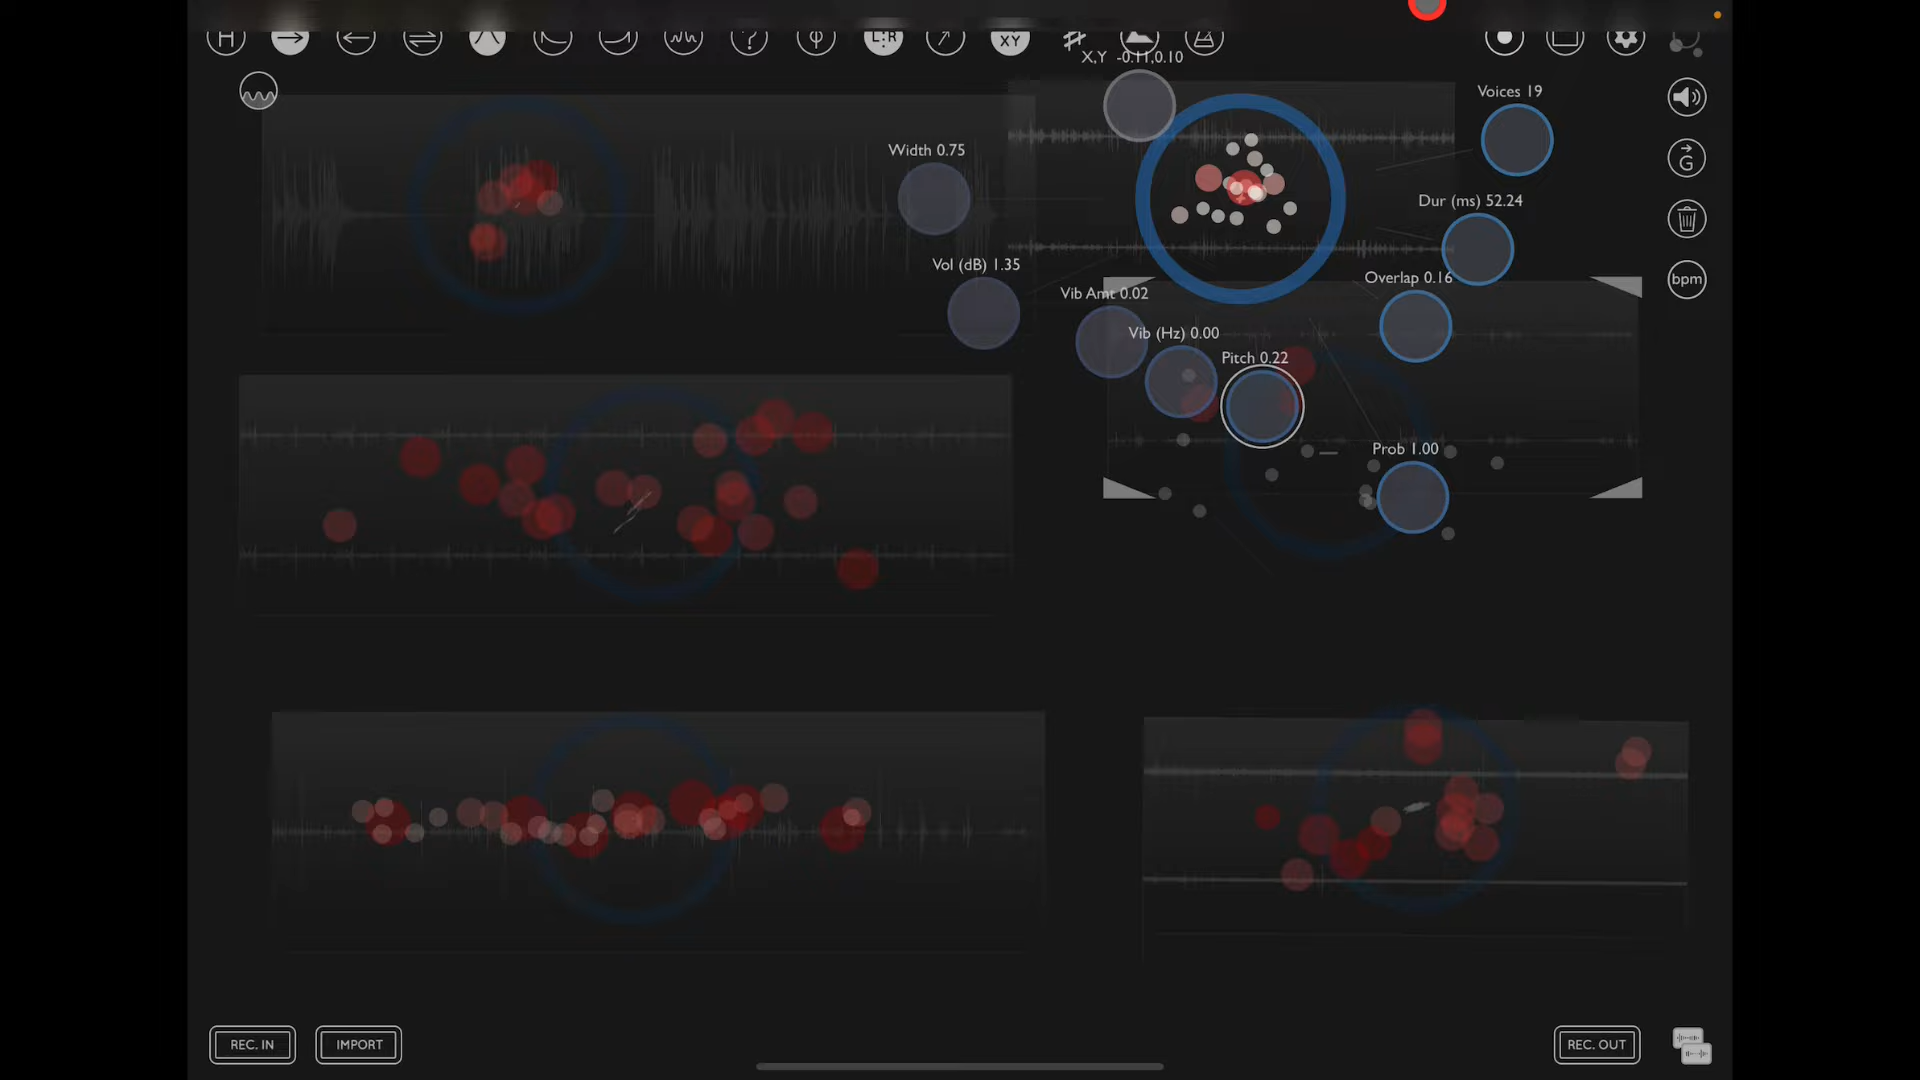 H ? φ L:R XY
X,Y -0.11,0.10
Voices 19
Width 0.75
G
Dur (ms) 52.24
Vol (dB) 1.35
Overlap 0.16
bpm
Vib Amt 0.02
Vib (Hz) 0.00
Pitch 0.22
Prob 1.00
REC. IN
IMPORT
REC. OUT